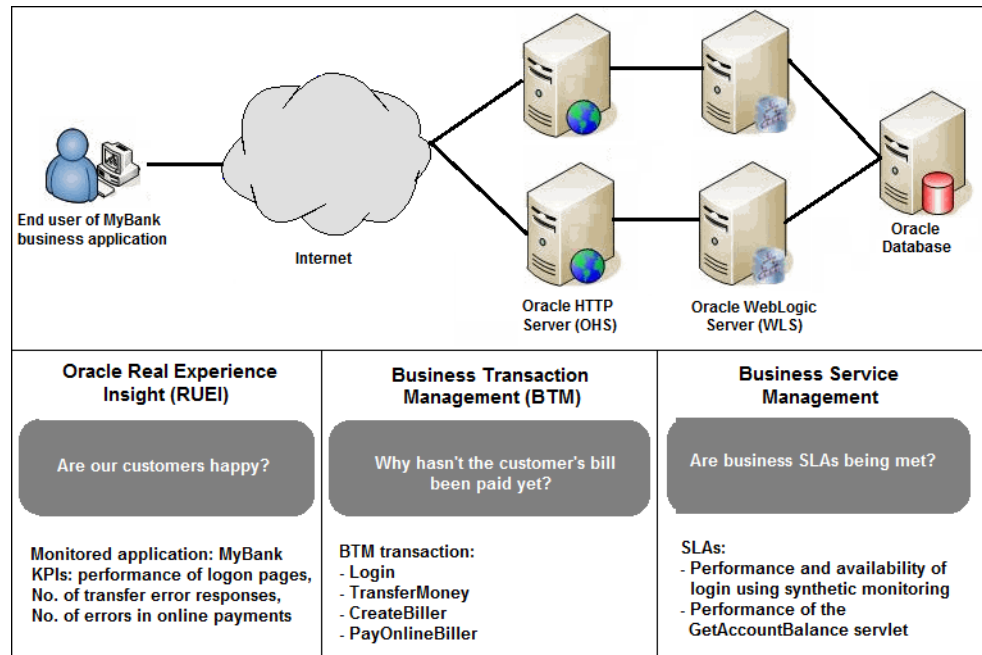 End user of MyBank
business application
Internet
Oracle HTTP
Server (OHS)
Oracle WebLogic
Server (WLS)
Oracle
Database
Oracle Real Experience
Insight (RUEI)
Are our customers happy?
Monitored application: MyBank
KPIs: performance of logon pages,
No. of transfer error responses,
No. of errors in online payments
Business Transaction
Management (BTM)
Why hasn't the customer's bill
been paid yet?
BTM transaction:
- Login
- TransferMoney
- CreateBiller
- PayOnlineBiller
Business Service
Management
Are business SLAs being met?
SLAs:
- Performance and availability of
login using synthetic monitoring
- Performance of the
GetAccountBalance servlet